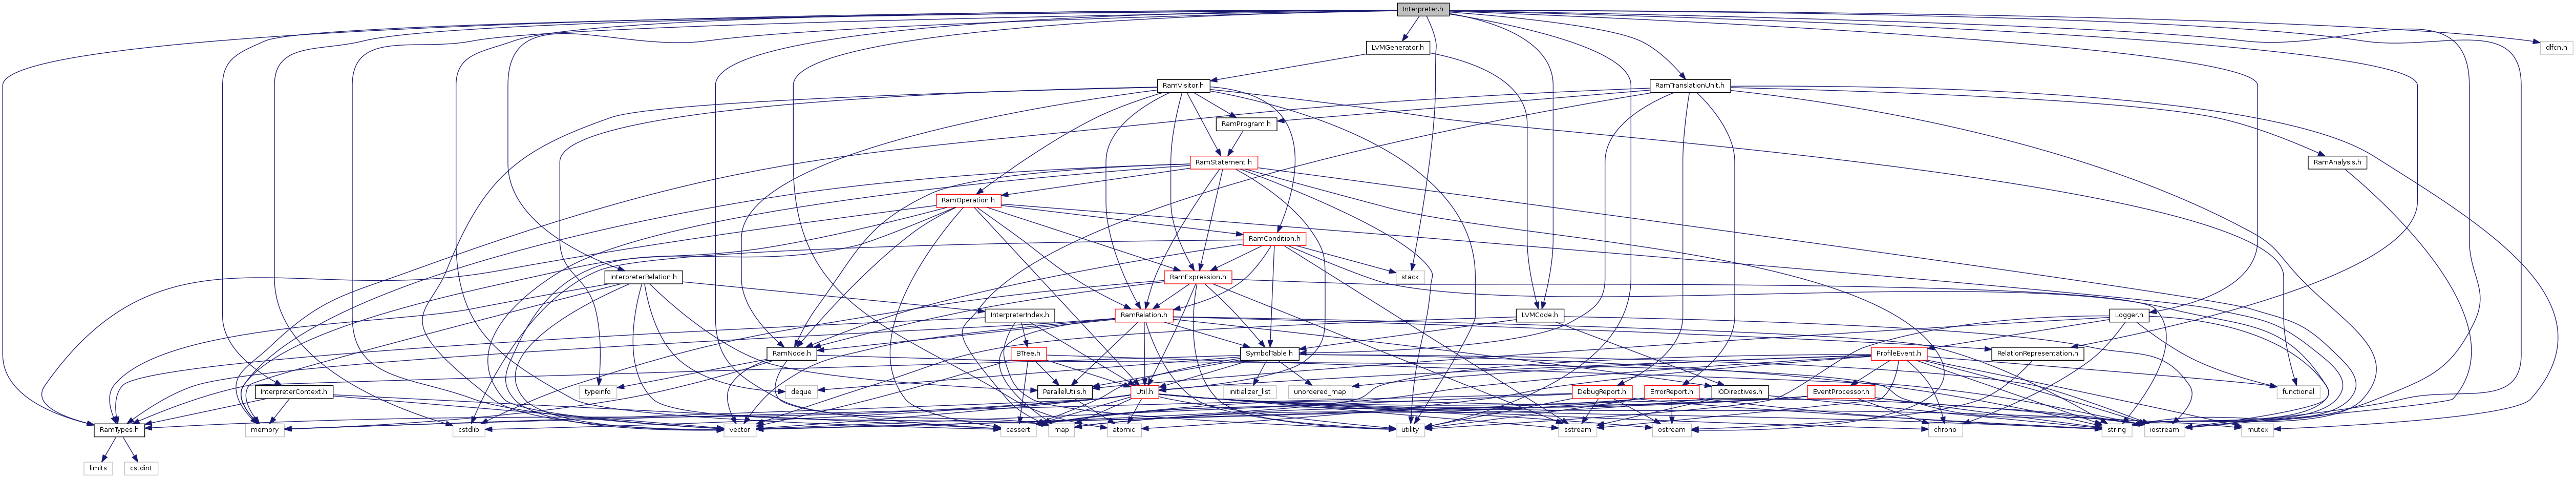 Interpreter.h
LVMGenerator.h
dlfcn.h
RamVisitor.h
RamTranslationUnit.h
RamProgram.h
RamStatement.h
RamAnalysis.h
RamOperation.h
RamCondition.h
InterpreterRelation.h
RamExpression.h
stack
InterpreterIndex.h
RamRelation.h
LVMCode.h
Logger.h
RamNode.h
BTree.h
SymbolTable.h
ProfileEvent.h
RelationRepresentation.h
InterpreterContext.h
typeinfo
deque
ParallelUtils.h
Util.h
initializer_list
unordered_map
DebugReport.h
ErrorReport.h
IODirectives.h
EventProcessor.h
functional
RamTypes.h
memory
cstdlib
vector
cassert
map
atomic
utility
sstream
ostream
chrono
string
iostream
mutex
limits
cstdint